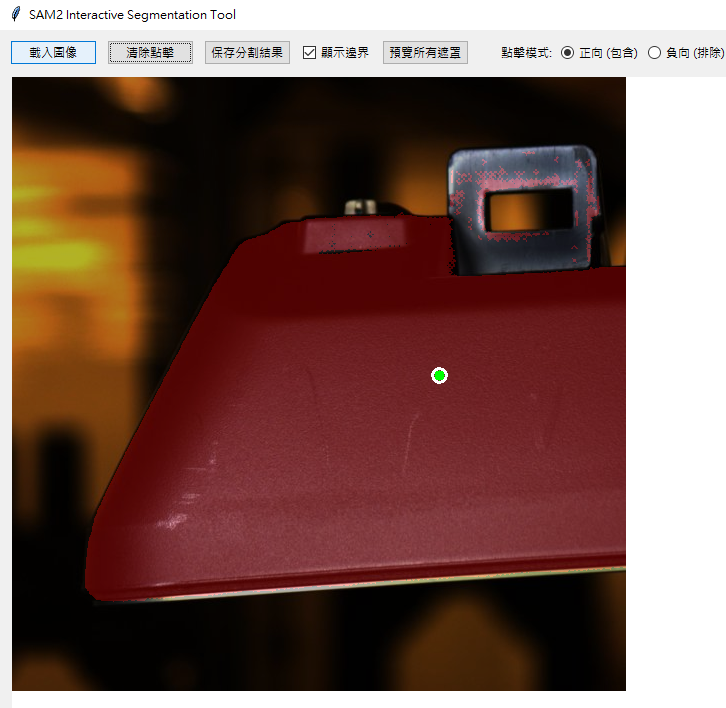 SAM2 Interactive Segmentation Tool
載入圖像 清除點擊 保存分割結果 顯示邊界 預覽所有遮罩 點擊模式: 正向 (包含) 負向 (排除)